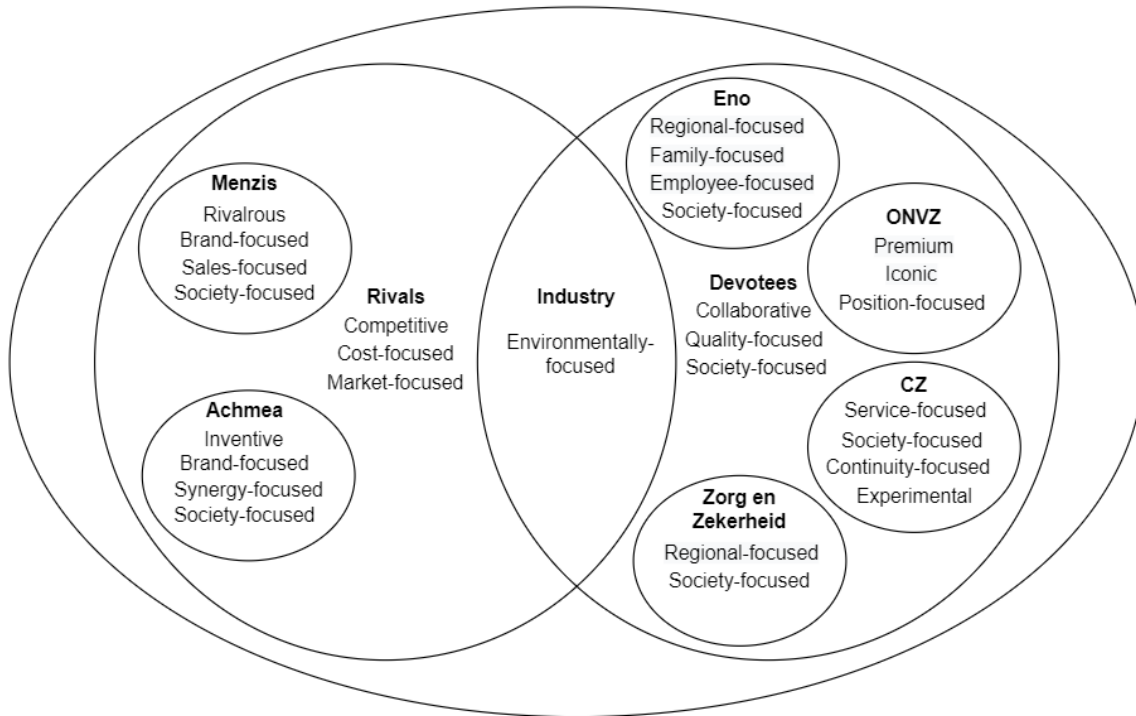 Menzis
Rivalrous
Brand-focused
Sales-focused
Society-focused
Achmea
Inventive
Brand-focused
Synergy-focused
Society-focused
Rivals
Competitive
Cost-focused
Market-focused
Industry
Environmentally-
focused
Devotees
Collaborative
Quality-focused
Society-focused
Eno
Regional-focused
Family-focused
Employee-focused
Society-focused
ONVZ
Premium
Iconic
Position-focused
CZ
Service-focused
Society-focused
Continuity-focused
Experimental
Zorg en
Zekerheid
Regional-focused
Society-focused